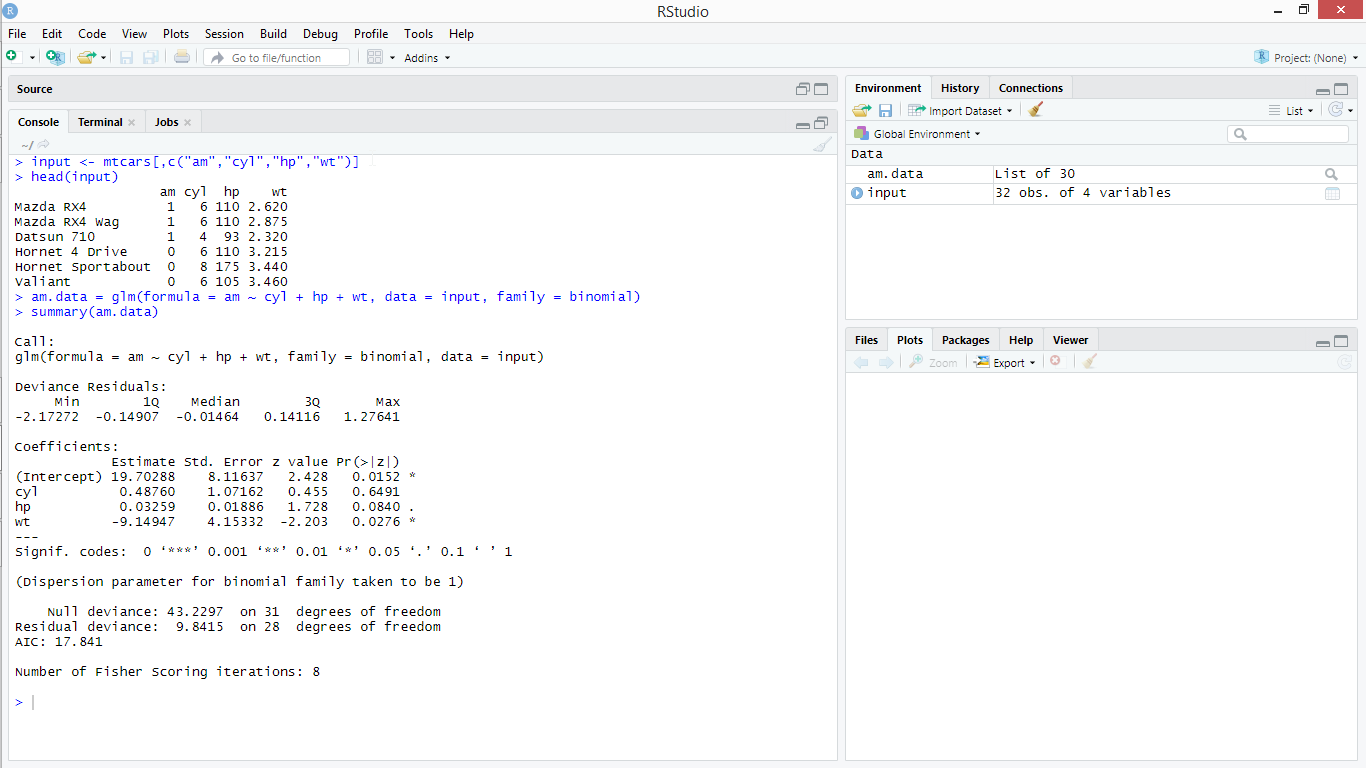 RStudio
File Edit Code View Plots Session Build Debug Profile Tools Help
Go to file/function Addins Project: (None)
Source
Console Terminal Jobs
~/
> input <- mtcars[,c("am","cyl","hp","wt")]
> head(input)
                   am cyl  hp    wt
Mazda RX4           1   6 110 2.620
Mazda RX4 Wag       1   6 110 2.875
Datsun 710          1   4  93 2.320
Hornet 4 Drive      0   6 110 3.215
Hornet Sportabout   0   8 175 3.440
Valiant             0   6 105 3.460
> am.data = glm(formula = am ~ cyl + hp + wt, data = input, family = binomial)
> summary(am.data)
Call:
glm(formula = am ~ cyl + hp + wt, family = binomial, data = input)
Deviance Residuals:
     Min        1Q    Median        3Q       Max
-2.17272  -0.14907  -0.01464   0.14116   1.27641
Coefficients:
            Estimate Std. Error z value Pr(>|z|)
(Intercept) 19.70288    8.11637   2.428   0.0152 *
cyl          0.48760    1.07162   0.455   0.6491
hp           0.03259    0.01886   1.728   0.0840 .
wt          -9.14947    4.15332  -2.203   0.0276 *
---
Signif. codes:  0 ‘***’ 0.001 ‘**’ 0.01 ‘*’ 0.05 ‘.’ 0.1 ‘ ’ 1
(Dispersion parameter for binomial family taken to be 1)
    Null deviance: 43.2297  on 31  degrees of freedom
Residual deviance:  9.8415  on 28  degrees of freedom
AIC: 17.841
Number of Fisher Scoring iterations: 8
>
Environment History Connections
Import Dataset List
Global Environment
Data
am.data List of 30
input 32 obs. of 4 variables
Files Plots Packages Help Viewer
Zoom Export